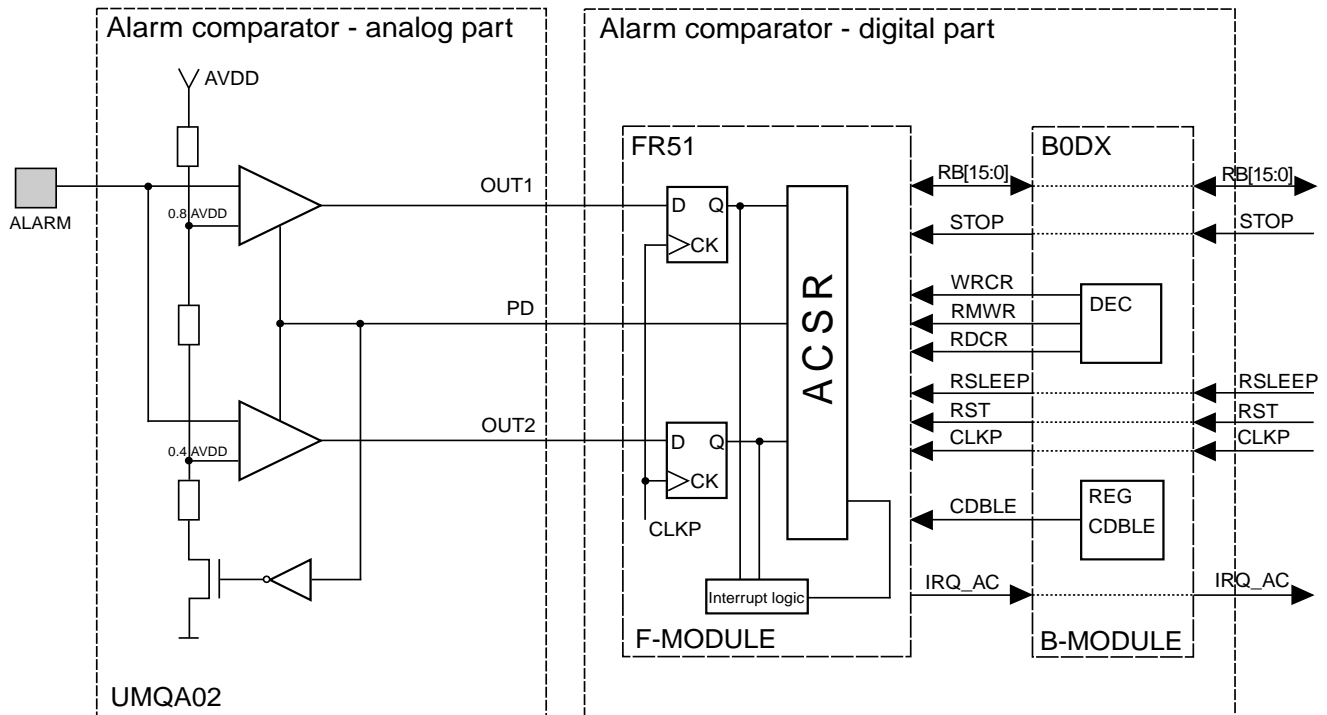 Alarm comparator - analog part
AVDD
ALARM
0.8 AVDD
OUT1
PD
0.4 AVDD
OUT2
UMQA02
Alarm comparator - digital part
FR51
D Q
CK
ACSR
D Q
CK
CLKP
Interrupt logic
F-MODULE
RB[15:0]
STOP
WRCR
RMWR
RDCR
RSLEEP
RST
CLKP
CDBLE
IRQ_AC
B0DX
DEC
REG
CDBLE
B-MODULE
RB[15:0]
STOP
RSLEEP
RST
CLKP
IRQ_AC